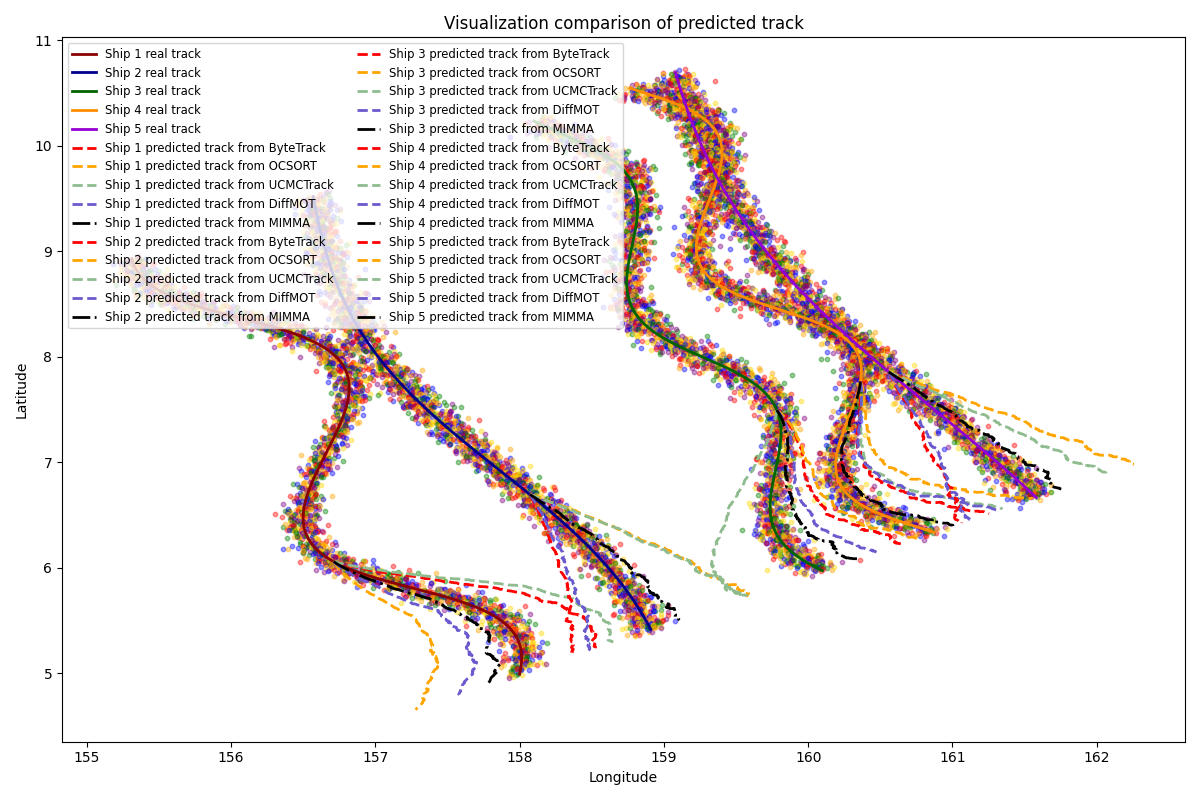 Visualization comparison of predicted track
Latitude
11
10
9
8
7
6
5
Ship 1 real track
Ship 2 real track
Ship 3 real track
Ship 4 real track
Ship 5 real track
Ship 1 predicted track from ByteTrack
Ship 1 predicted track from OCSORT
Ship 1 predicted track from UCMCTrack
Ship 1 predicted track from DiffMOT
Ship 1 predicted track from MIMMA
Ship 2 predicted track from ByteTrack
Ship 2 predicted track from OCSORT
Ship 2 predicted track from UCMCTrack
Ship 2 predicted track from DiffMOT
Ship 2 predicted track from MIMMA
Ship 3 predicted track from ByteTrack
Ship 3 predicted track from OCSORT
Ship 3 predicted track from UCMCTrack
Ship 3 predicted track from DiffMOT
Ship 3 predicted track from MIMMA
Ship 4 predicted track from ByteTrack
Ship 4 predicted track from OCSORT
Ship 4 predicted track from UCMCTrack
Ship 4 predicted track from DiffMOT
Ship 4 predicted track from MIMMA
Ship 5 predicted track from ByteTrack
Ship 5 predicted track from OCSORT
Ship 5 predicted track from UCMCTrack
Ship 5 predicted track from DiffMOT
Ship 5 predicted track from MIMMA
155 156 157 158 159 160 161 162
Longitude